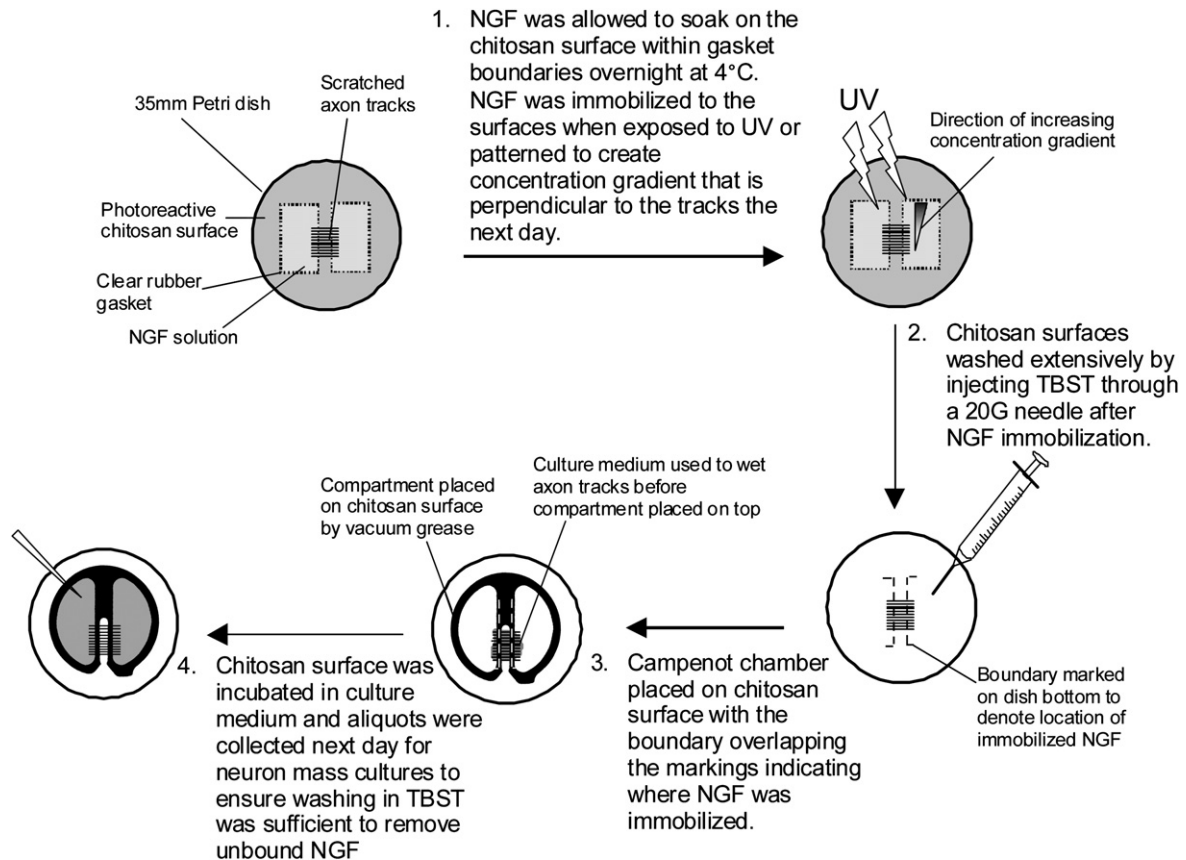 1. NGF was allowed to soak on the
chitosan surface within gasket
boundaries overnight at 4°C.
NGF was immobilized to the
surfaces when exposed to UV or
patterned to create
concentration gradient that is
perpendicular to the tracks the
next day.
35mm Petri dish
Scratched
axon tracks
Photoreactive
chitosan surface
Clear rubber
gasket
NGF solution
UV
Direction of increasing
concentration gradient
2. Chitosan surfaces
washed extensively by
injecting TBST through
a 20G needle after
NGF immobilization.
Boundary marked
on dish bottom to
denote location of
immobilized NGF
3. Campenot chamber
placed on chitosan
surface with the
boundary overlapping
the markings indicating
where NGF was
immobilized.
Compartment placed
on chitosan surface
by vacuum grease
Culture medium used to wet
axon tracks before
compartment placed on top
4. Chitosan surface was
incubated in culture
medium and aliquots were
collected next day for
neuron mass cultures to
ensure washing in TBST
was sufficient to remove
unbound NGF